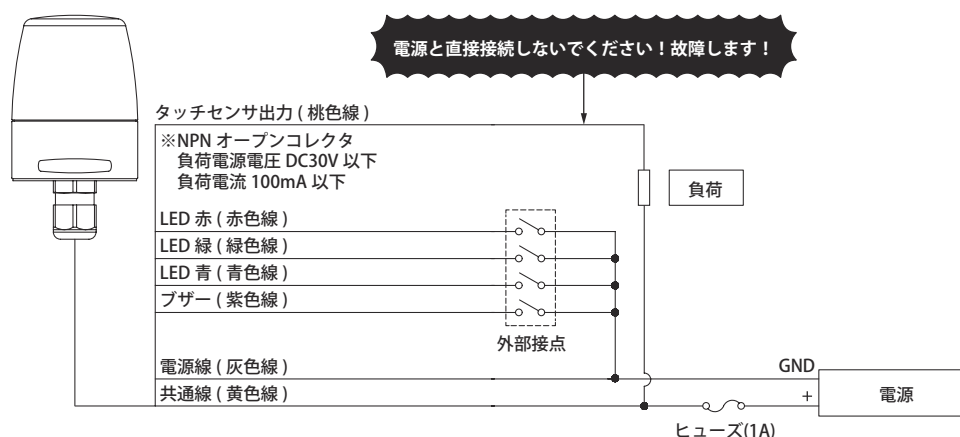 電源と直接接続しないでください！故障します！
タッチセンサ出力 ( 桃色線 )
※NPN オープンコレクタ
負荷電源電圧 DC30V 以下
負荷電流 100mA 以下
負荷
LED 赤 ( 赤色線 )
LED 緑 ( 緑色線 )
LED 青 ( 青色線 )
ブザー ( 紫色線 )
外部接点
電源線 ( 灰色線 )
GND
共通線 ( 黄色線 )
+
電源
ヒューズ(1A)